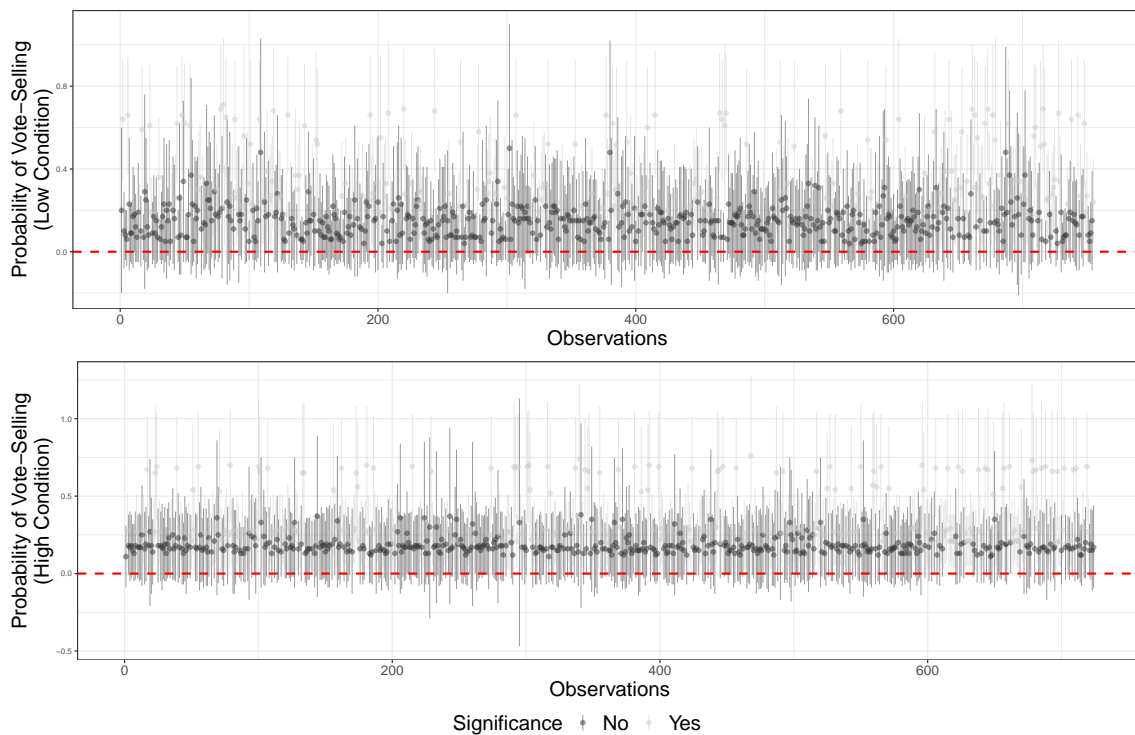 Probability of Vote−Selling
(Low Condition)
0.8
0.4
0.0
0
200
400
600
Observations
Probability of Vote−Selling
(High Condition)
1.0
0.5
0.0
−0.5
0
200
400
600
Observations
Significance No Yes